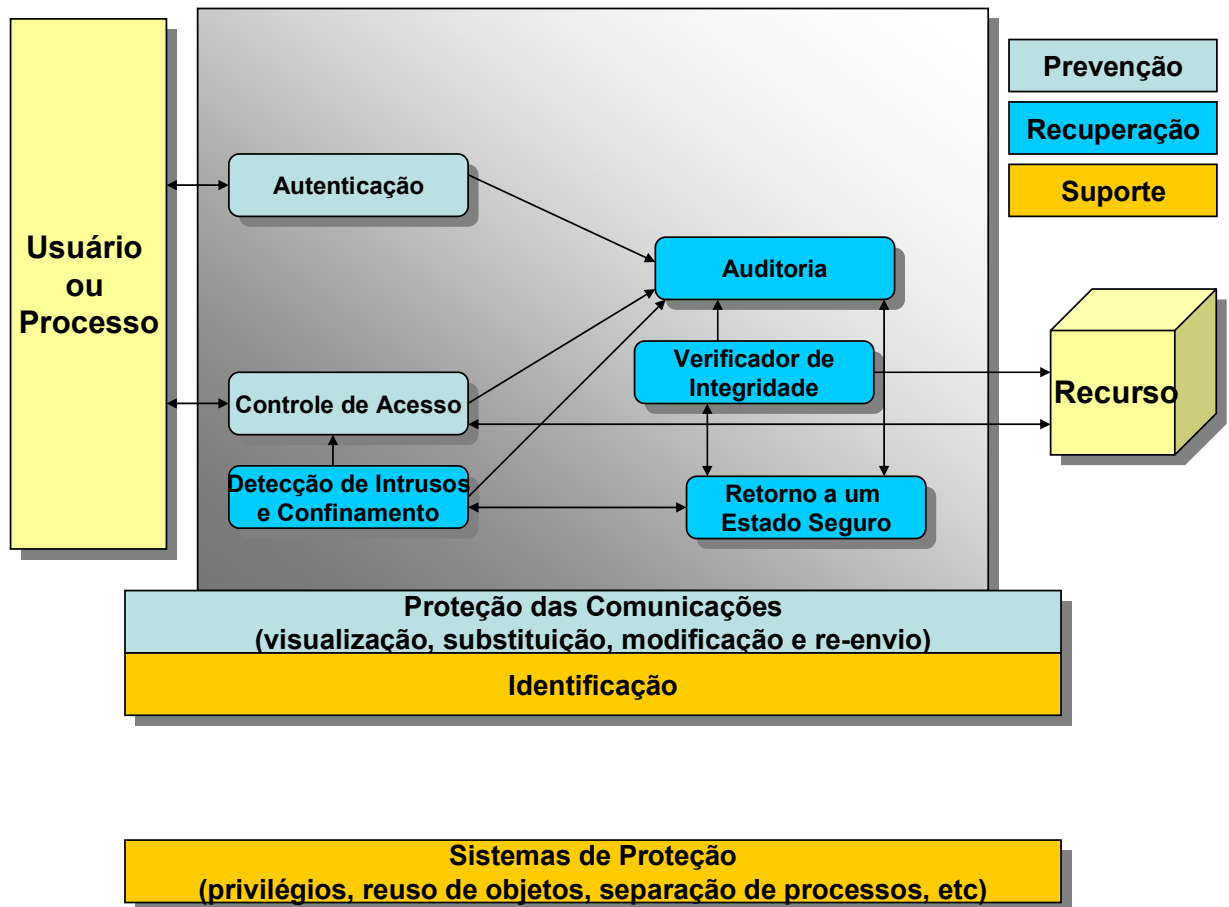 Prevenção
Recuperação
Suporte
Usuário
ou
Processo
Autenticação
Auditoria
Verificador de
Integridade
Controle de Acesso
Recurso
Detecção de Intrusos
e Confinamento
Retorno a um
Estado Seguro
Proteção das Comunicações
(visualização, substituição, modificação e re-envio)
Identificação
Sistemas de Proteção
(privilégios, reuso de objetos, separação de processos, etc)